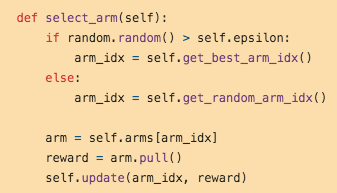 def select_arm(self):
    if random.random() > self.epsilon:
        arm_idx = self.get_best_arm_idx()
    else:
        arm_idx = self.get_random_arm_idx()

    arm = self.arms[arm_idx]
    reward = arm.pull()
    self.update(arm_idx, reward)